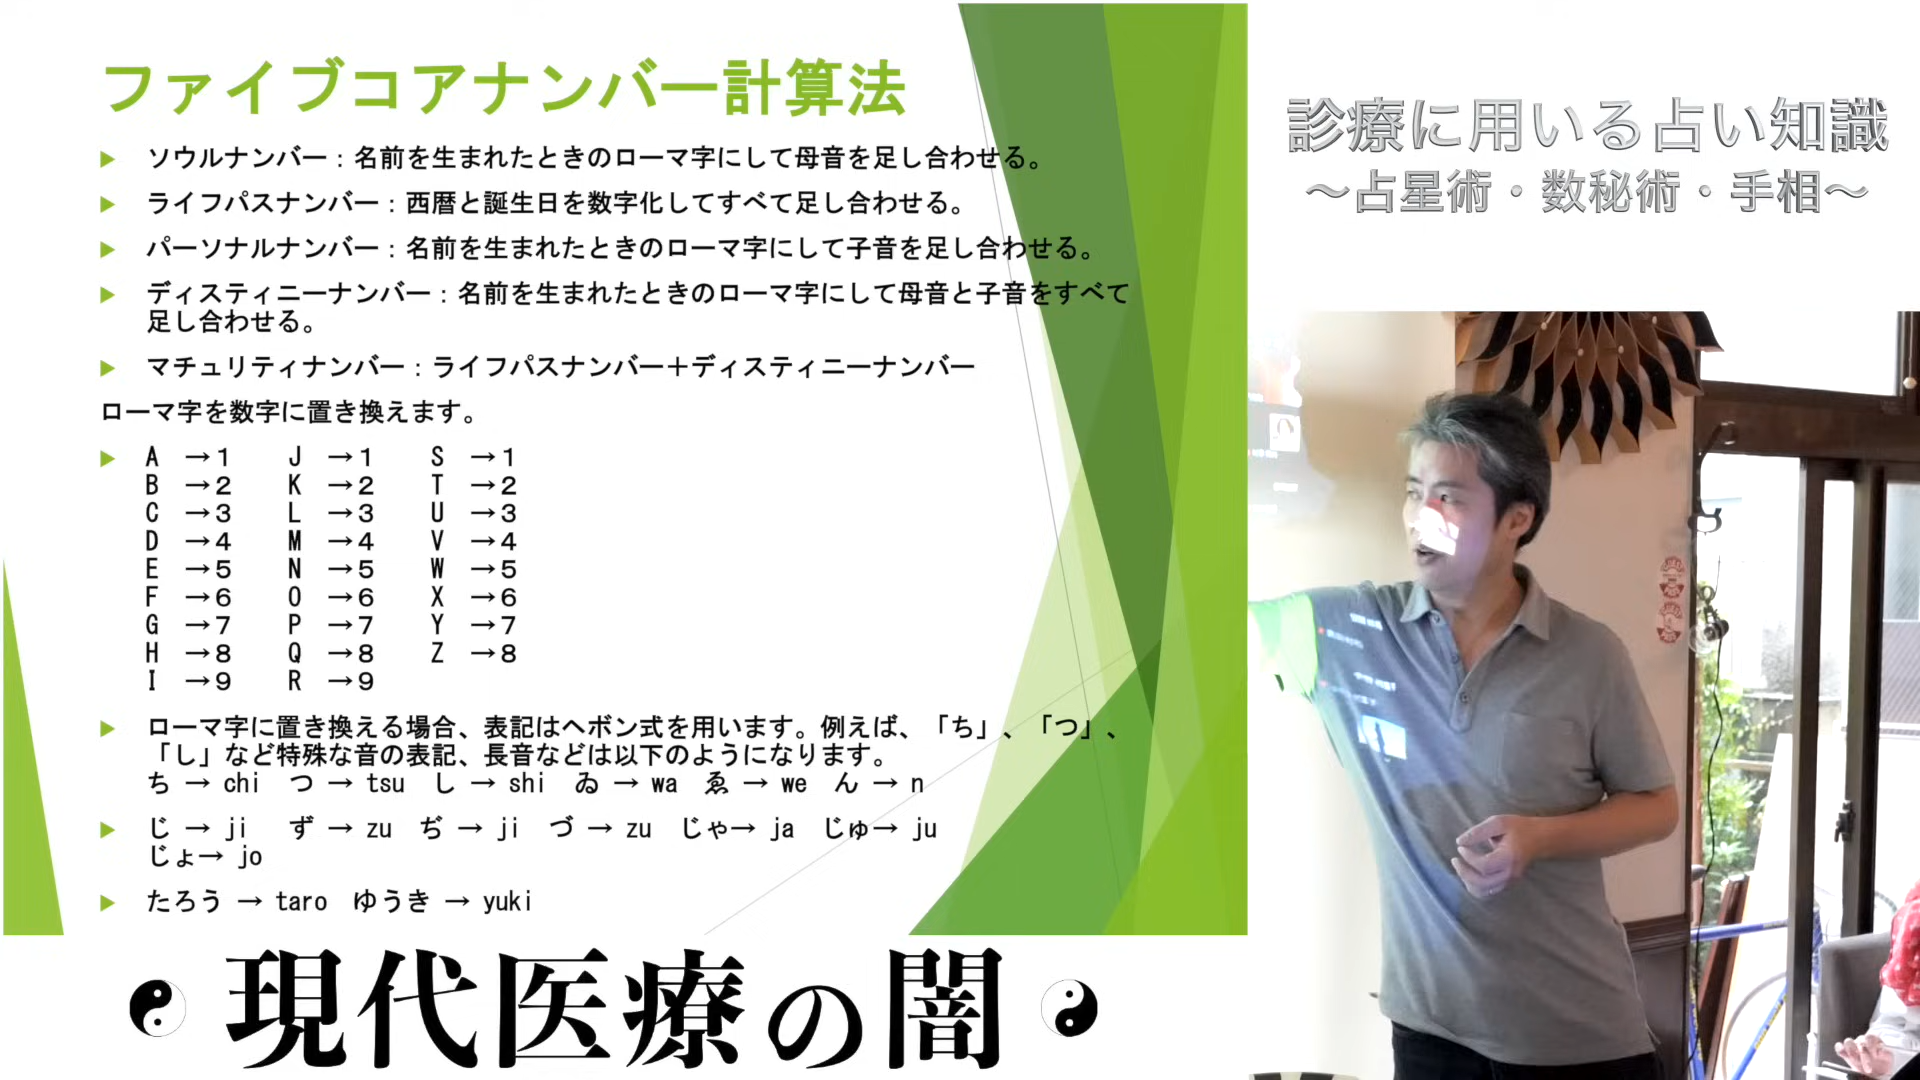 ファイブコアナンバー計算法
ソウルナンバー：名前を生まれたときのローマ字にして母音を足し合わせる。
ライフパスナンバー：西暦と誕生日を数字化してすべて足し合わせる。
パーソナルナンバー：名前を生まれたときのローマ字にして子音を足し合わせる。
ディスティニーナンバー：名前を生まれたときのローマ字にして母音と子音をすべて
足し合わせる。
マチュリティナンバー：ライフパスナンバー＋ディスティニーナンバー
ローマ字を数字に置き換えます。
A →1 J →1 S →1
B →2 K →2 T →2
C →3 L →3 U →3
D →4 M →4 V →4
E →5 N →5 W →5
F →6 O →6 X →6
G →7 P →7 Y →7
H →8 Q →8 Z →8
I →9 R →9
ローマ字に置き換える場合、表記はヘボン式を用います。例えば、「ち」、「つ」、
「し」など特殊な音の表記、長音などは以下のようになります。
ち → chi つ → tsu し → shi ゐ → wa ゑ → we ん → n
じ → ji ず → zu ぢ → ji づ → zu じゃ→ ja じゅ→ ju
じょ→ jo
たろう → taro ゆうき → yuki
診療に用いる占い知識
～占星術・数秘術・手相～
現代医療の闇